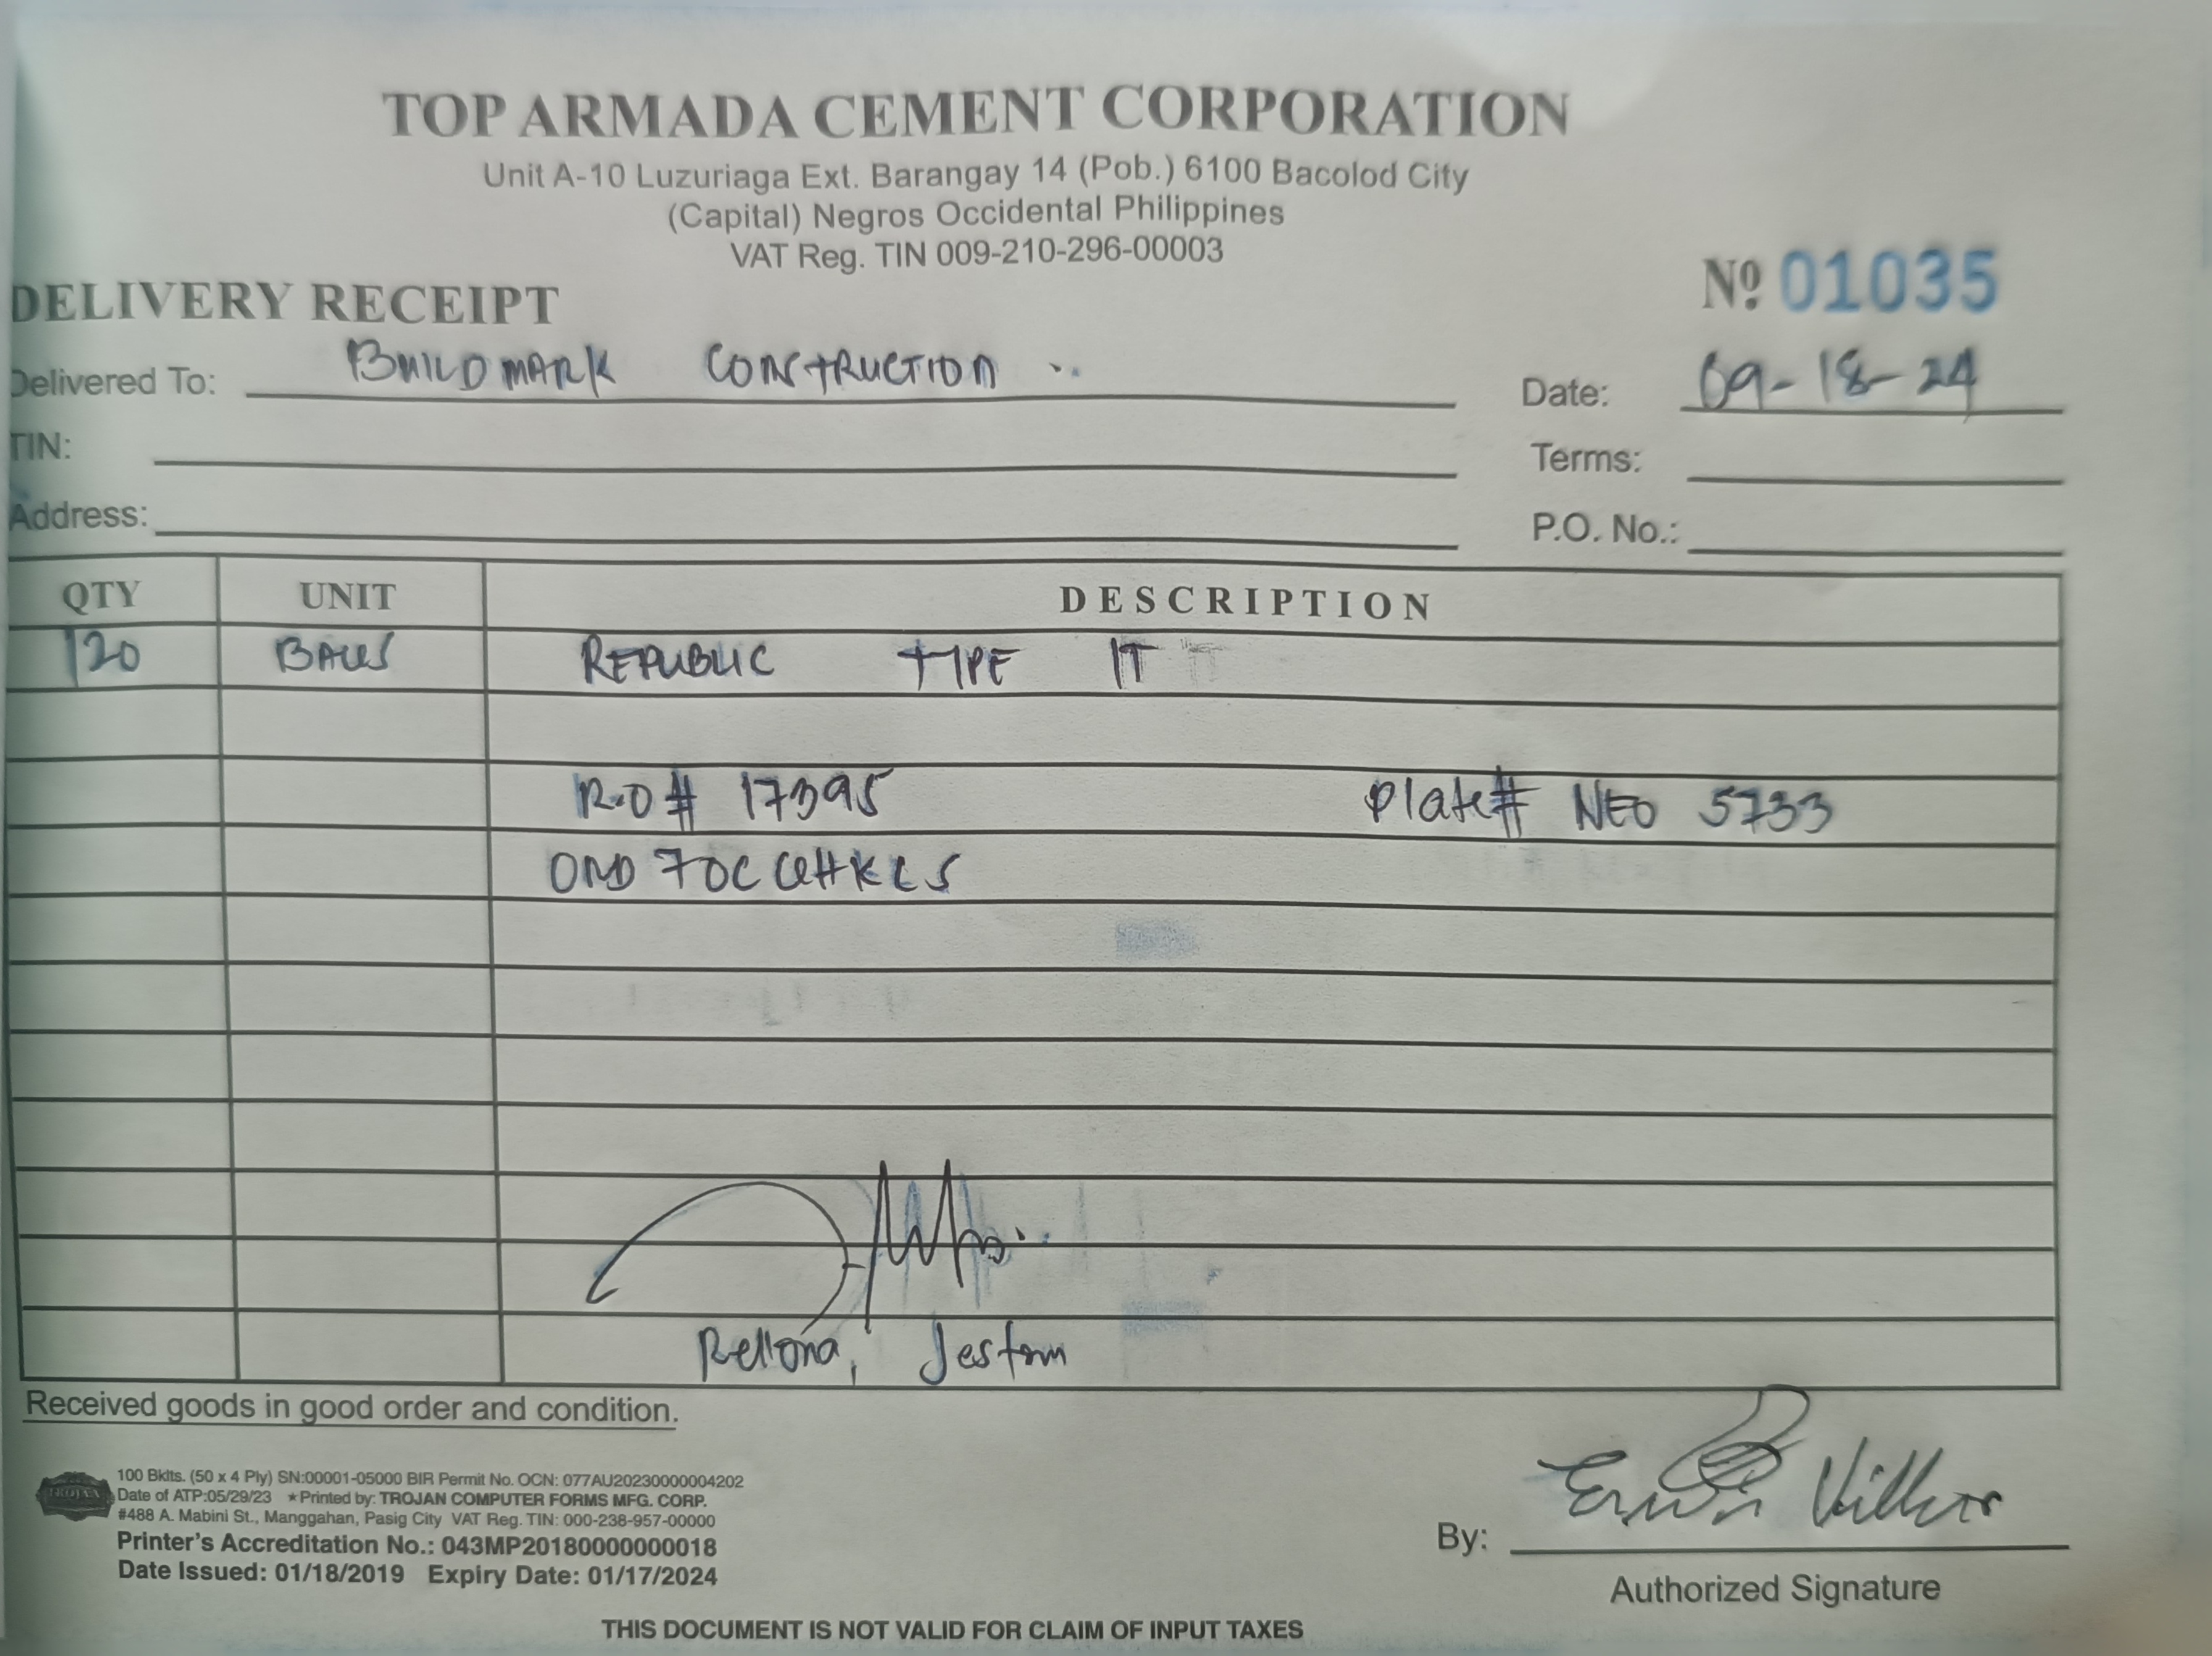 TOP ARMADA CEMENT CORPORATION
Unit A-10 Luzuriaga Ext. Barangay 14 (Pob.) 6100 Bacolod City
(Capital) Negros Occidental Philippines
VAT Reg. TIN 009-210-296-00003
Nº 01035
DELIVERY RECEIPT
Delivered To: BUILDMARK CONSTRUCTION
Date: 09-18-24
TIN:
Terms:
Address:
P.O. No.:
QTY UNIT DESCRIPTION
120 BAGS REPUBLIC TYPE 1T
R.O # 17395 Plate# NEO 5733
Rellona, Jestom
Received goods in good order and condition.
100 Bklts. (50 x 4 Ply) SN:00001-05000 BIR Permit No. OCN: 077AU20230000004202
TROJAN Date of ATP:05/29/23 ★Printed by: TROJAN COMPUTER FORMS MFG. CORP.
#488 A. Mabini St., Manggahan, Pasig City VAT Reg. TIN: 000-238-957-00000
Printer's Accreditation No.: 043MP20180000000018
Date Issued: 01/18/2019 Expiry Date: 01/17/2024
By:
Authorized Signature
THIS DOCUMENT IS NOT VALID FOR CLAIM OF INPUT TAXES